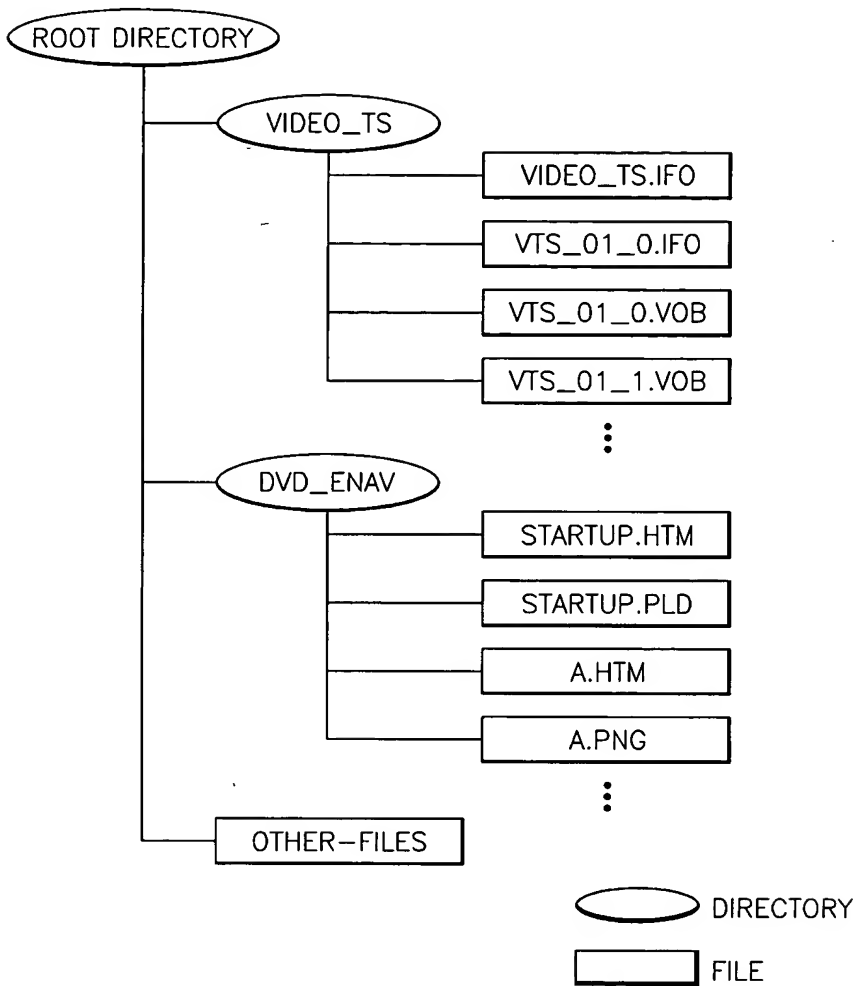 ROOT DIRECTORY
VIDEO_TS
VIDEO_TS.IFO
VTS_01_0.IFO
VTS_01_0.VOB
VTS_01_1.VOB
DVD_ENAV
STARTUP.HTM
STARTUP.PLD
A.HTM
A.PNG
OTHER-FILES
DIRECTORY
FILE